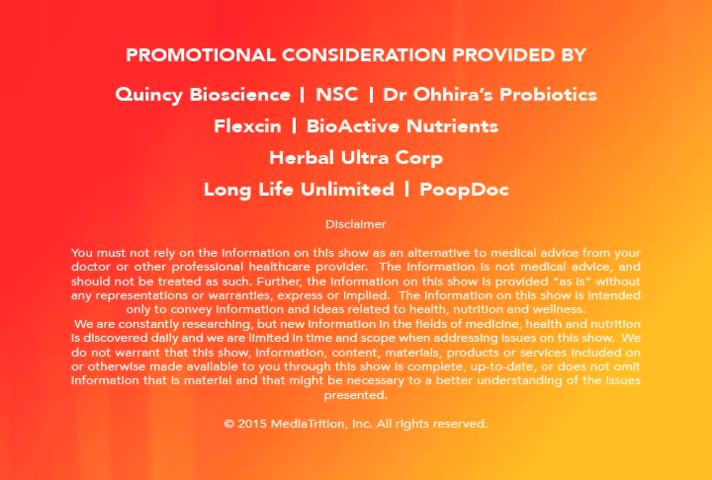 PROMOTIONAL CONSIDERATION PROVIDED BY
Quincy Bioscience | NSC | Dr Ohhira's Probiotics
Flexcin | BioActive Nutrients
Herbal Ultra Corp
Long Life Unlimited | PoopDoc
Disclaimer
You must not rely on the information on this show as an alternative to medical advice from your
doctor or other professional healthcare provider. The information is not medical advice, and
should not be treated as such. Further, the information on this show is provided "as is" without
any representations or warranties, express or implied. The information on this show is intended
only to convey information and ideas related to health, nutrition and wellness.
We are constantly researching, but new information in the fields of medicine, health and nutrition
is discovered daily and we are limited in time and scope when addressing issues on this show. We
do not warrant that this show, information, content, materials, products or services included on
or otherwise made available to you through this show is complete, up-to-date, or does not omit
information that is material and that might be necessary to a better understanding of the issues
presented.
© 2015 MediaTrition, Inc. All rights reserved.